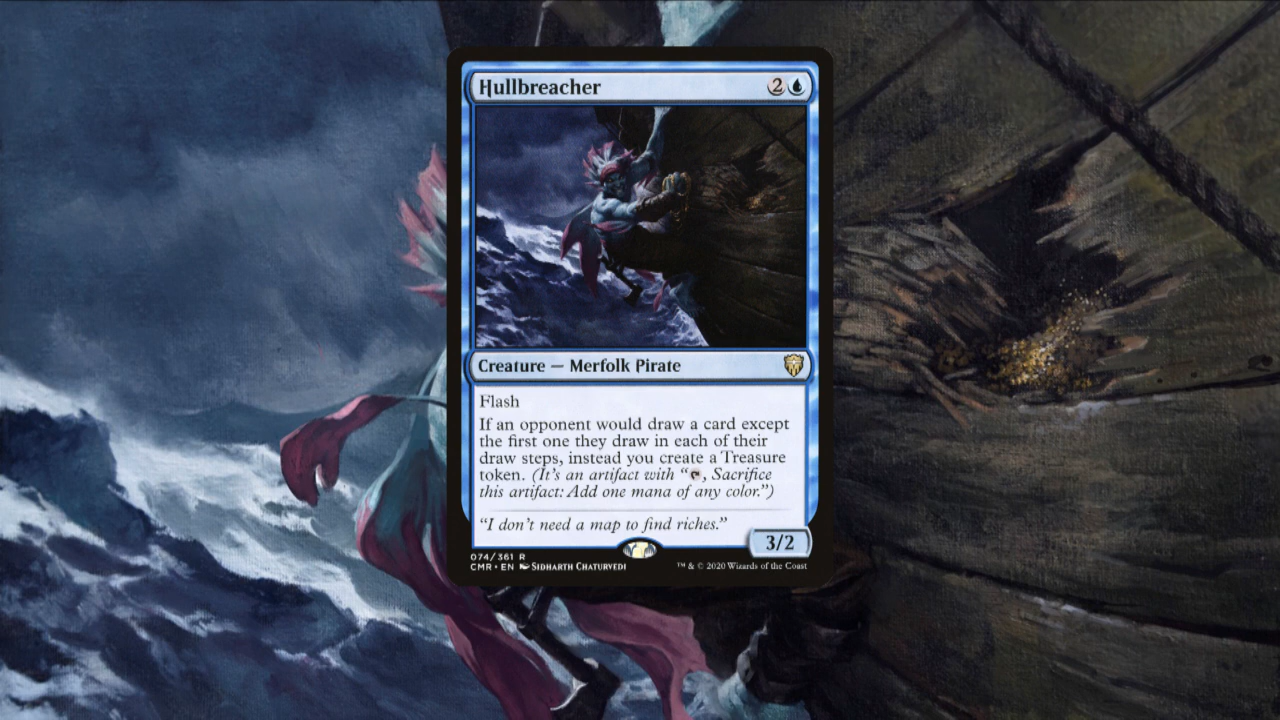 Hullbreacher 2
Creature — Merfolk Pirate
Flash
If an opponent would draw a card except
the first one they draw in each of their
draw steps, instead you create a Treasure
token. (It's an artifact with “, Sacrifice
this artifact: Add one mana of any color.”)
“I don't need a map to find riches.”
3/2
074/361 R
CMR • EN Sidharth Chaturvedi ™ & © 2020 Wizards of the Coast